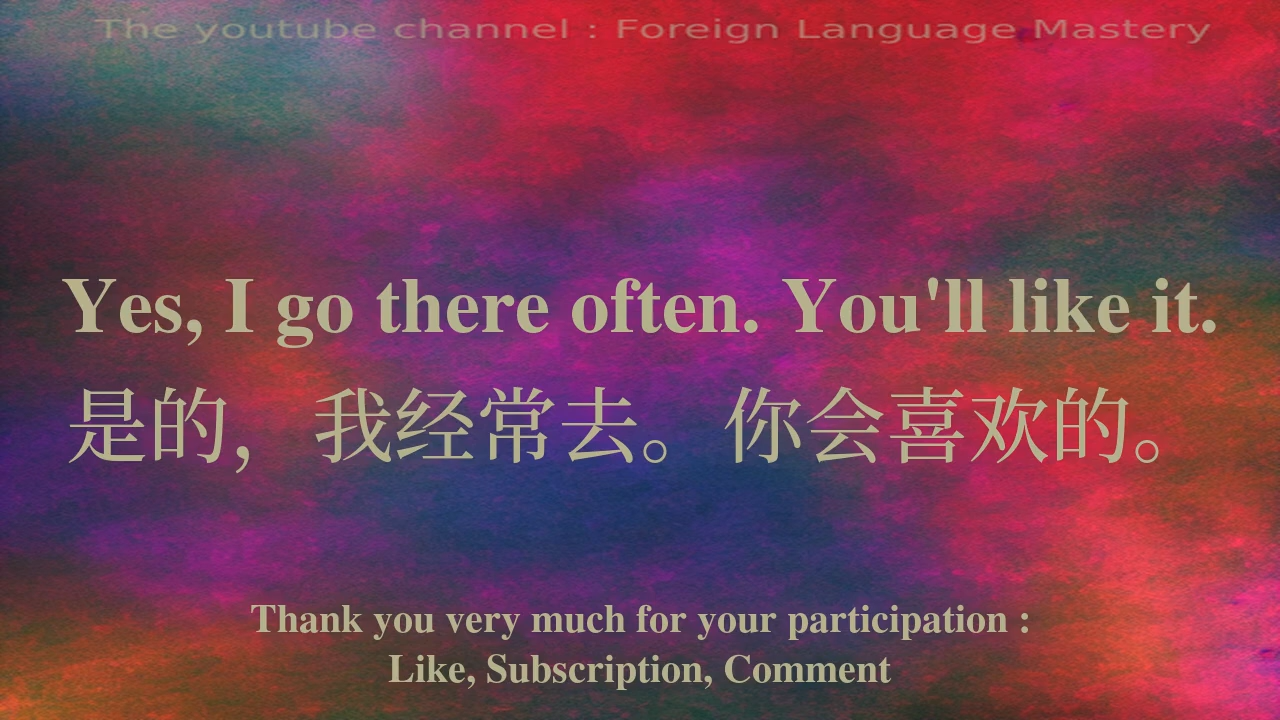 The youtube channel : Foreign Language Mastery
Yes, I go there often. You'll like it.
是的，我经常去。你会喜欢的。
Thank you very much for your participation :
Like, Subscription, Comment